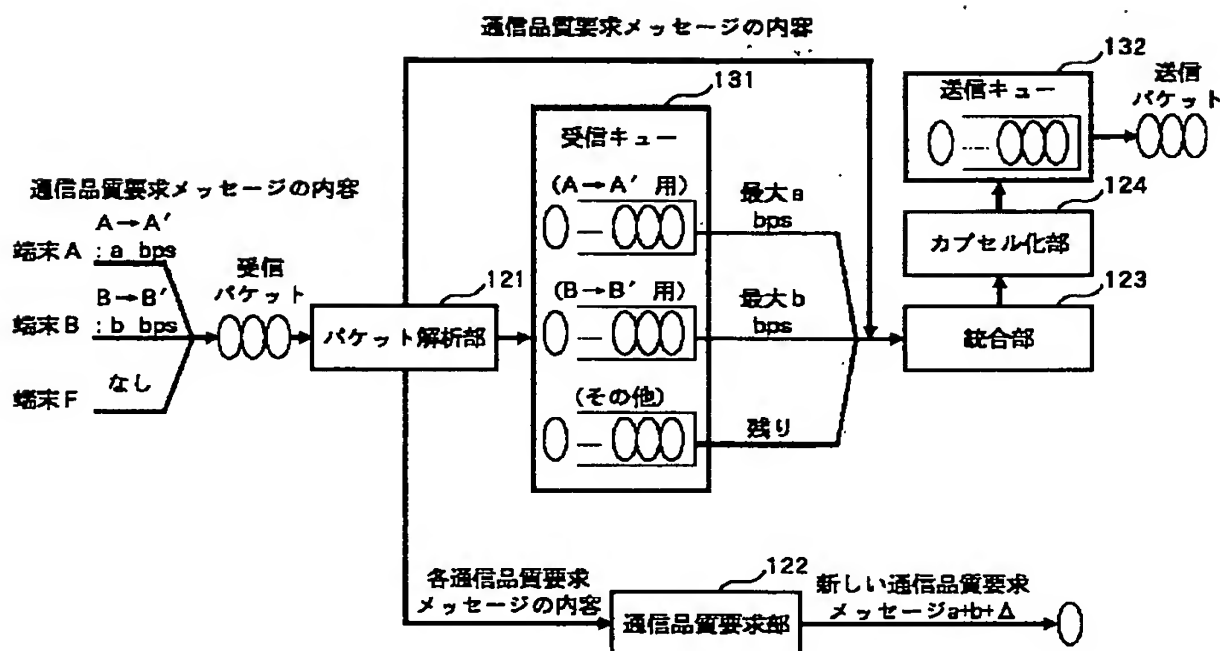 通信品質要求メッセージの内容
132
送信キュー
送信
パケット
131
受信キュー
通信品質要求メッセージの内容
A→A′
端末A :a bps
B→B′
端末B :b bps
なし
端末F
受信
パケット
121
パケット解析部
(A→A′用)
最大a
bps
(B→B′用)
最大b
bps
(その他)
残り
124
カプセル化部
123
統合部
各通信品質要求
メッセージの内容
122
通信品質要求部
新しい通信品質要求
メッセージa+b+Δ